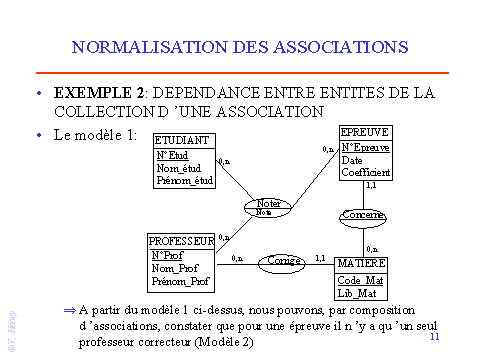 NORMALISATION DES ASSOCIATIONS
• EXEMPLE 2: DEPENDANCE ENTRE ENTITES DE LA
COLLECTION D ’UNE ASSOCIATION
• Le modèle 1:
ETUDIANT
N°Etud
Nom_étud
Prénom_étud
0,n
EPREUVE
N°Epreuve
Date
Coefficient
0,n
1,1
Noter
Note
Concerne
PROFESSEUR
N°Prof
Nom_Prof
Prénom_Prof
0,n
0,n
Corrige
1,1
0,n
MATIERE
Code_Mat
Lib_Mat
⇒ A partir du modèle 1 ci-dessus, nous pouvons, par composition
d ’associations, constater que pour une épreuve il n ’y a qu ’un seul
professeur correcteur (Modèle 2)
11